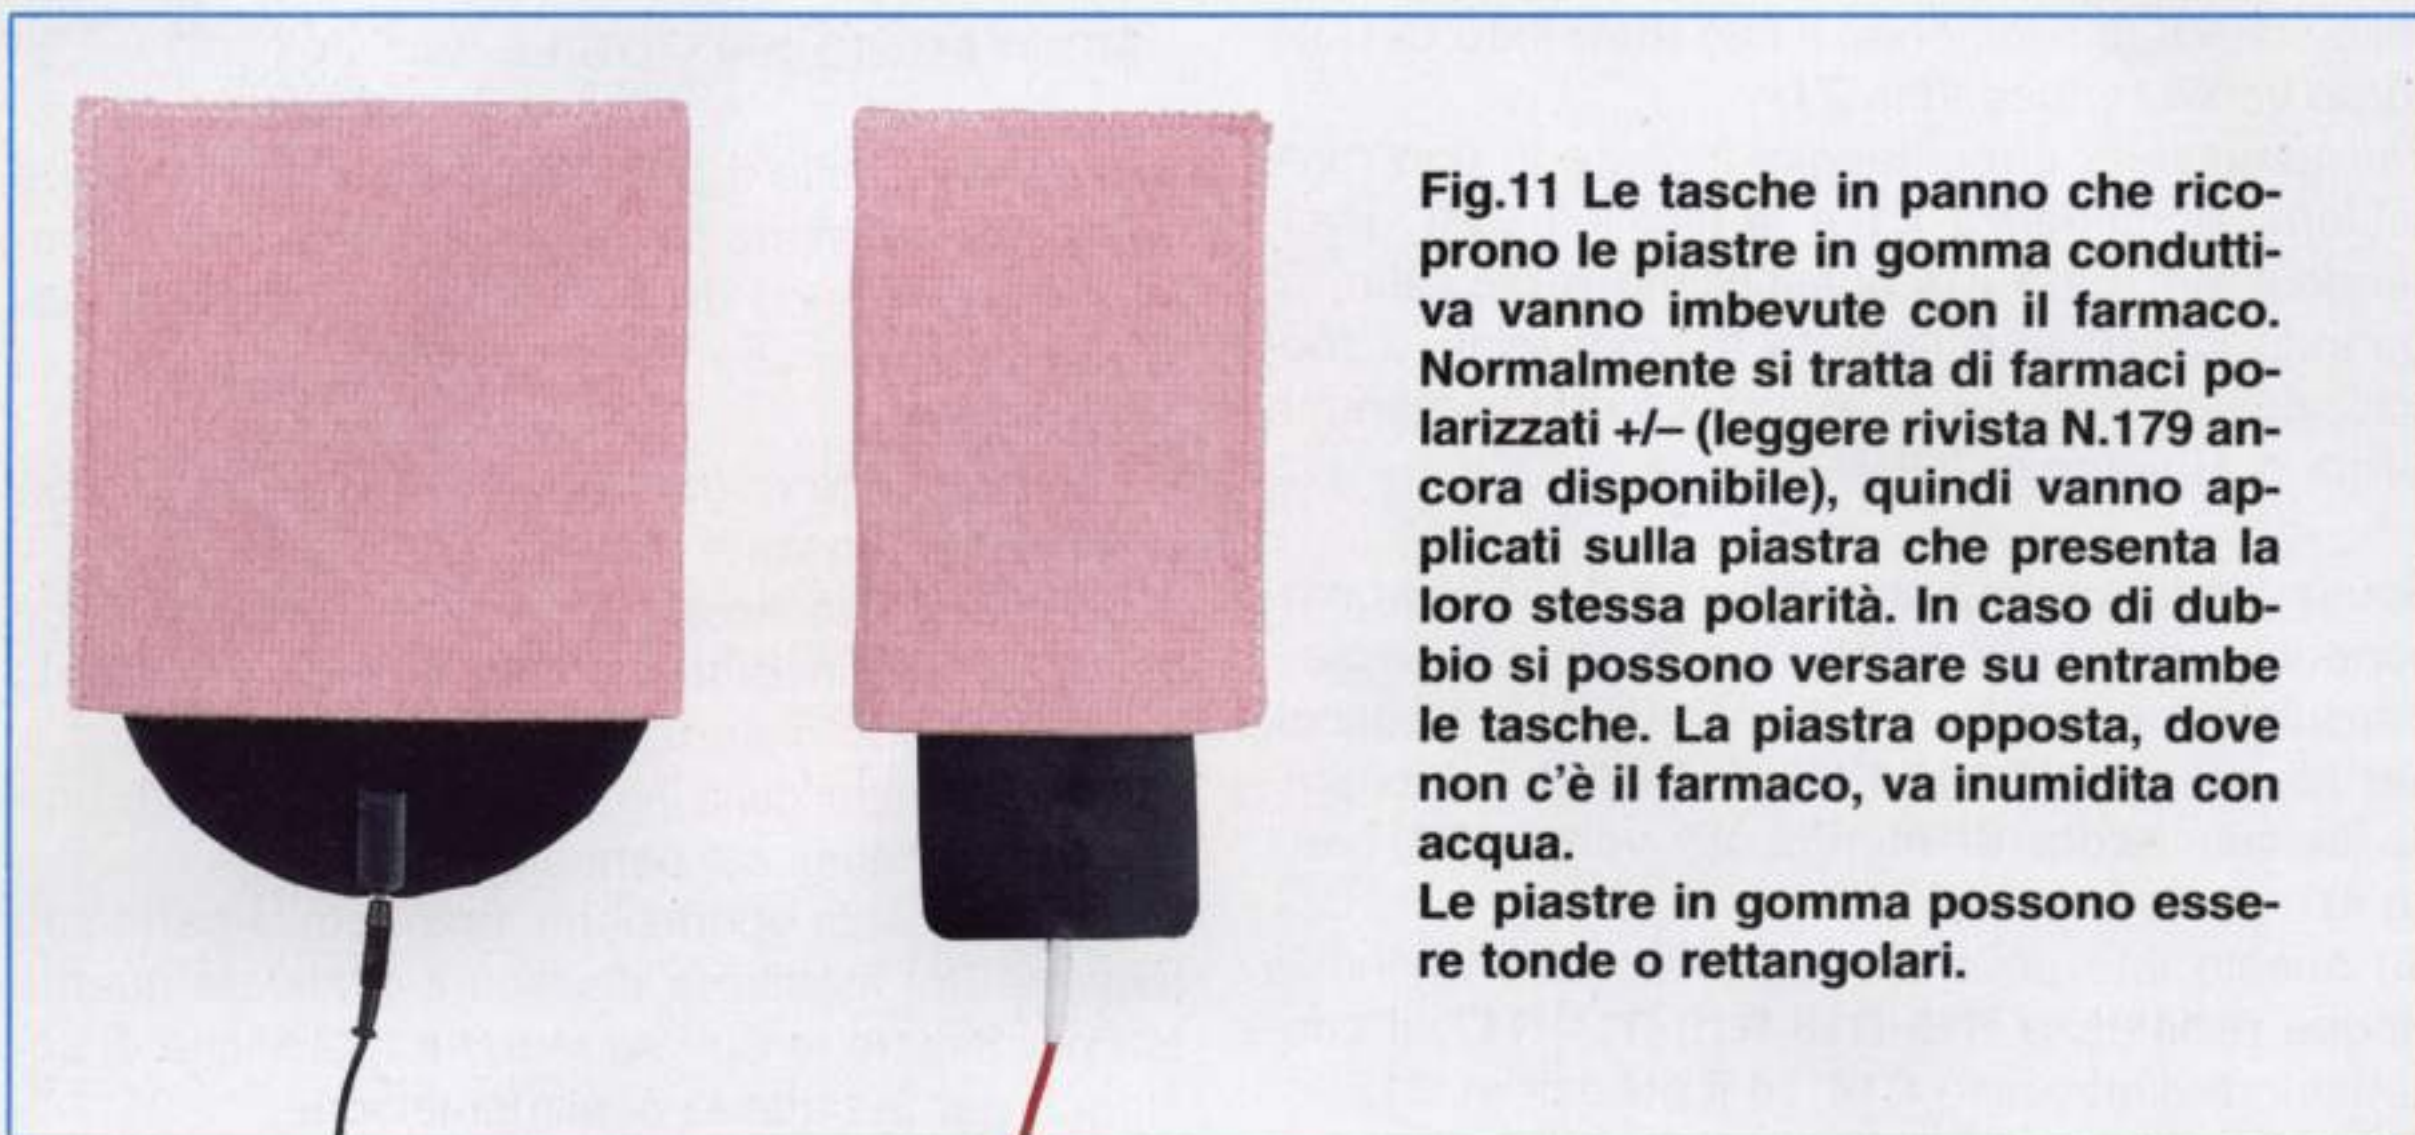 Fig.11 Le tasche in panno che rico-
prono le piastre in gomma condutti-
va vanno imbevute con il farmaco.
Normalmente si tratta di farmaci po-
larizzati +/– (leggere rivista N.179 an-
cora disponibile), quindi vanno ap-
plicati sulla piastra che presenta la
loro stessa polarità. In caso di dub-
bio si possono versare su entrambe
le tasche. La piastra opposta, dove
non c'è il farmaco, va inumidita con
acqua.
Le piastre in gomma possono esse-
re tonde o rettangolari.